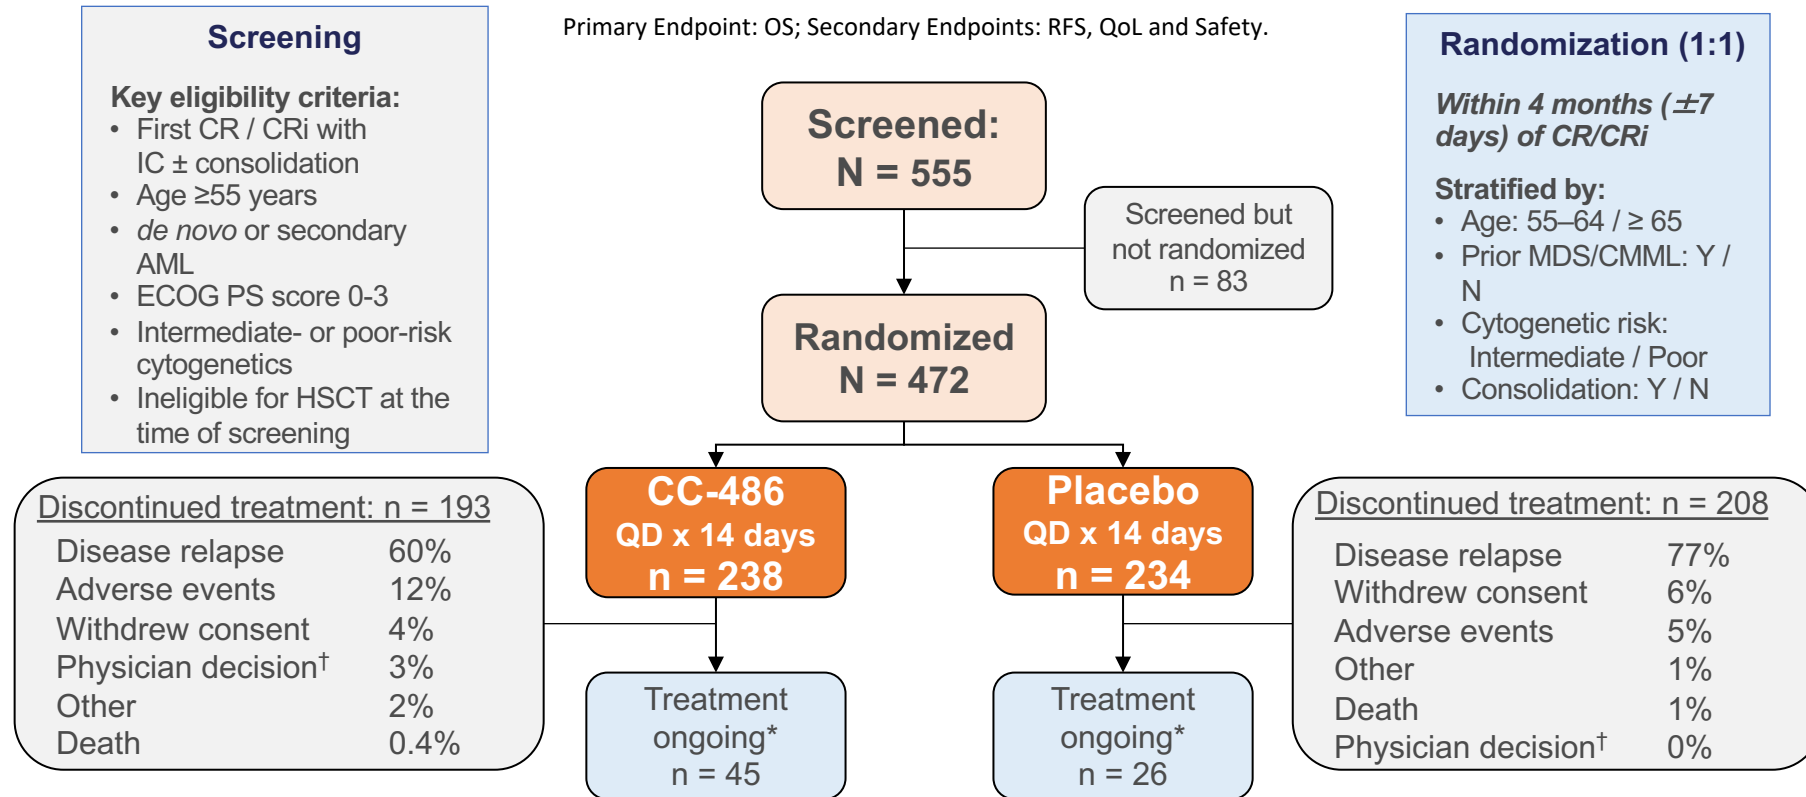 Primary Endpoint: OS; Secondary Endpoints: RFS, QoL and Safety.
Screening
Key eligibility criteria:
• First CR / CRi with
IC ± consolidation
• Age ≥55 years
• de novo or secondary
AML
• ECOG PS score 0-3
• Intermediate- or poor-risk
cytogenetics
• Ineligible for HSCT at the
time of screening
Screened:
N = 555
Screened but
not randomized
n = 83
Randomized
N = 472
Randomization (1:1)
Within 4 months (±7
days) of CR/CRi
Stratified by:
• Age: 55–64 / ≥ 65
• Prior MDS/CMML: Y /
N
• Cytogenetic risk:
Intermediate / Poor
• Consolidation: Y / N
CC-486
QD x 14 days
n = 238
Placebo
QD x 14 days
n = 234
Discontinued treatment: n = 193
Disease relapse 60%
Adverse events 12%
Withdrew consent 4%
Physician decision† 3%
Other 2%
Death 0.4%
Treatment
ongoing*
n = 45
Treatment
ongoing*
n = 26
Discontinued treatment: n = 208
Disease relapse 77%
Withdrew consent 6%
Adverse events 5%
Other 1%
Death 1%
Physician decision† 0%